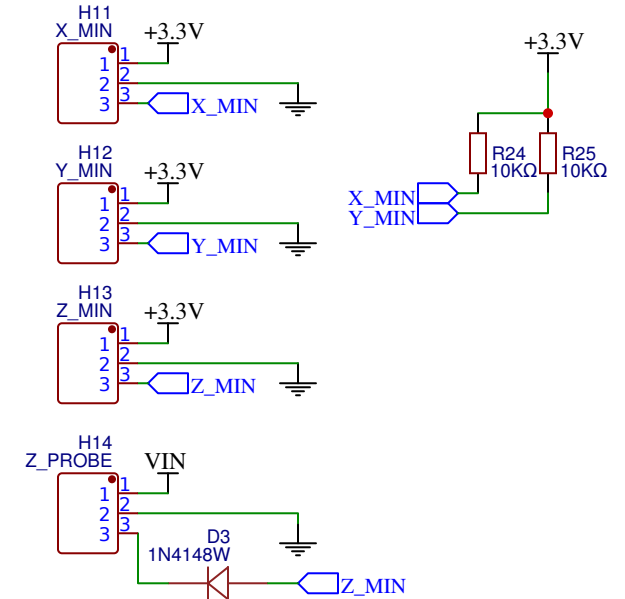 H11
X_MIN
+3.3V
1
2
3
1
2
3
X_MIN
H12
Y_MIN
+3.3V
1
2
3
1
2
3
Y_MIN
H13
Z_MIN
+3.3V
1
2
3
1
2
3
Z_MIN
H14
Z_PROBE
VIN
1
2
3
1
2
3
D3
1N4148W
Z_MIN
+3.3V
R24
10KΩ
R25
10KΩ
X_MIN
Y_MIN